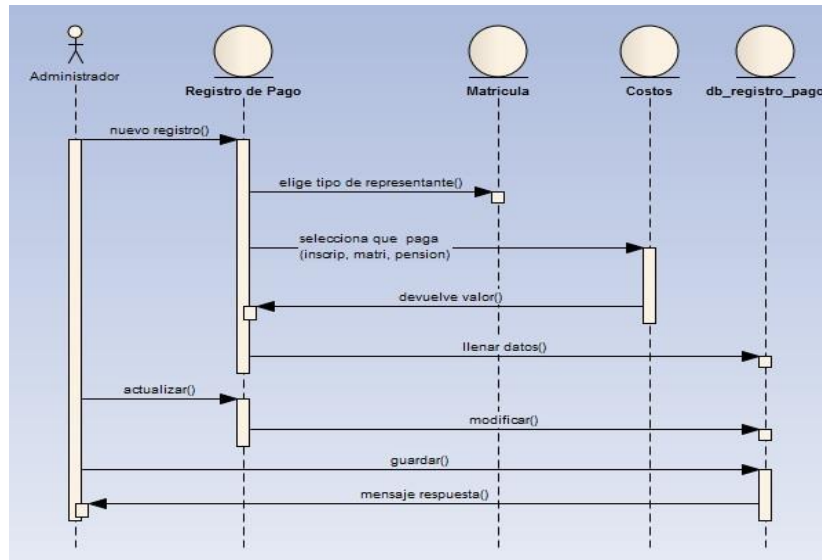 Administrador
Registro de Pago
Matricula
Costos
db_registro_pago
nuevo registro()
elige tipo de representante()
selecciona que paga
(inscrip, matri, pension)
devuelve valor()
llenar datos()
actualizar()
modificar()
guardar()
mensaje respuesta()